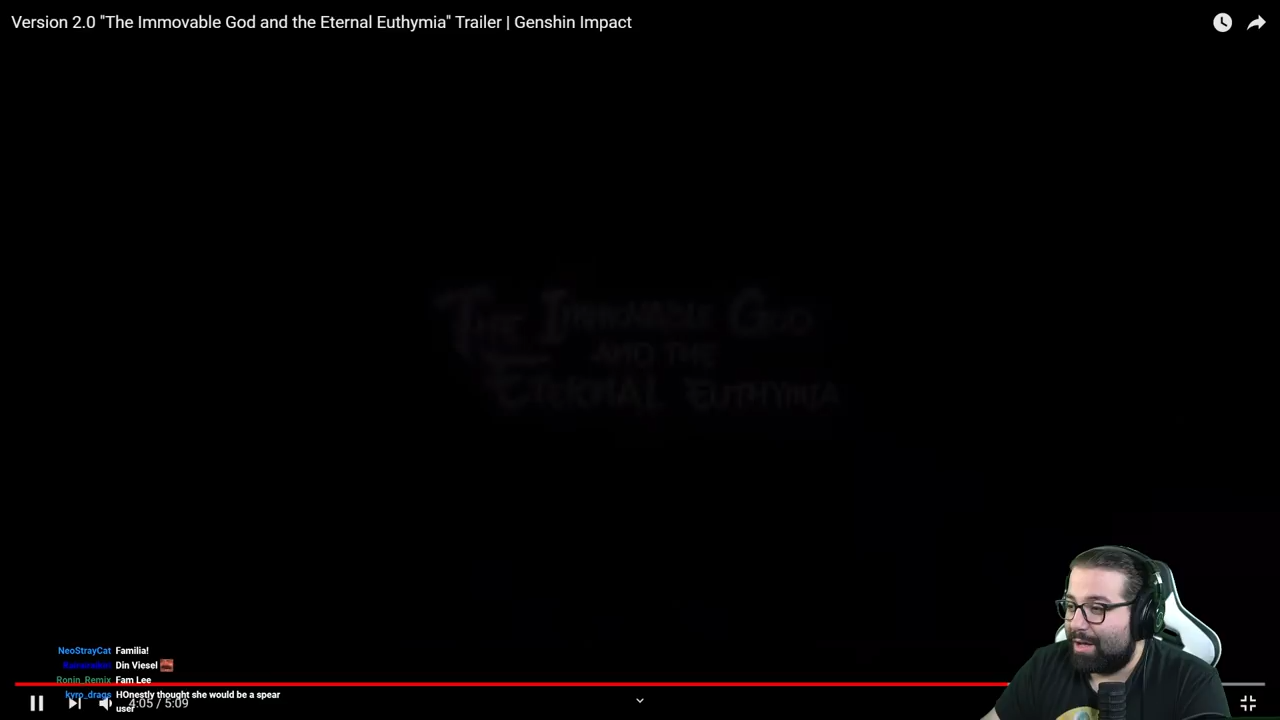 Version 2.0 "The Immovable God and the Eternal Euthymia" Trailer | Genshin Impact
THE IMMOVABLE GOD
AND THE
ETERNAL EUTHYMIA
NeoStrayCat Familia!
Din Viesel
Ronin_Remix Fam Lee
kyro_drags HOnestly thought she would be a spear
user
4:05 / 5:09